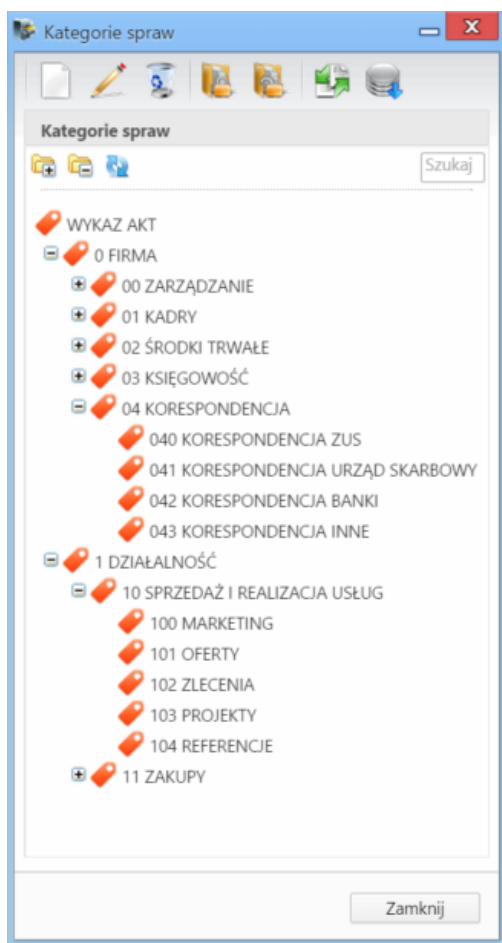 Kategorie spraw
Kategorie spraw
Szukaj
WYKAZ AKT
0 FIRMA
00 ZARZĄDZANIE
01 KADRY
02 ŚRODKI TRWAŁE
03 KSIĘGOWOŚĆ
04 KORESPONDENCJA
040 KORESPONDENCJA ZUS
041 KORESPONDENCJA URZĄD SKARBOWY
042 KORESPONDENCJA BANKI
043 KORESPONDENCJA INNE
1 DZIAŁALNOŚĆ
10 SPRZEDAŻ I REALIZACJA USŁUG
100 MARKETING
101 OFERTY
102 ZLECENIA
103 PROJEKTY
104 REFERENCJE
11 ZAKUPY
Zamknij